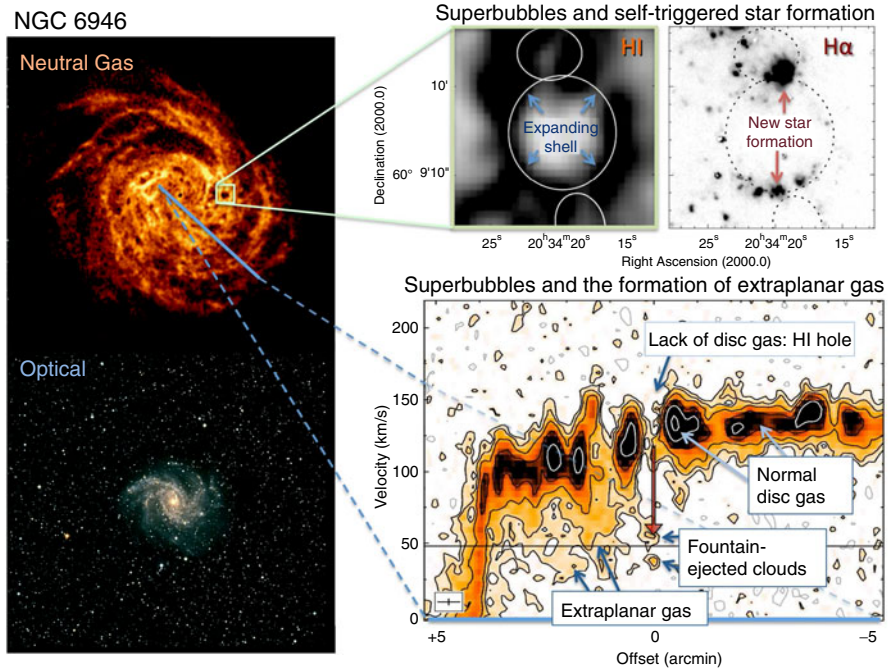 NGC 6946
Neutral Gas
Optical
Superbubbles and self-triggered star formation
HI
Hα
Expanding
shell
New star
formation
Declination (2000.0)
10'
60° 9'10"
25s 20h34m20s 15s
25s 20h34m20s 15s
Right Ascension (2000.0)
Superbubbles and the formation of extraplanar gas
Lack of disc gas: HI hole
Normal
disc gas
Fountain-
ejected clouds
Extraplanar gas
Velocity (km/s)
200
150
100
50
0
+5 0 −5
Offset (arcmin)